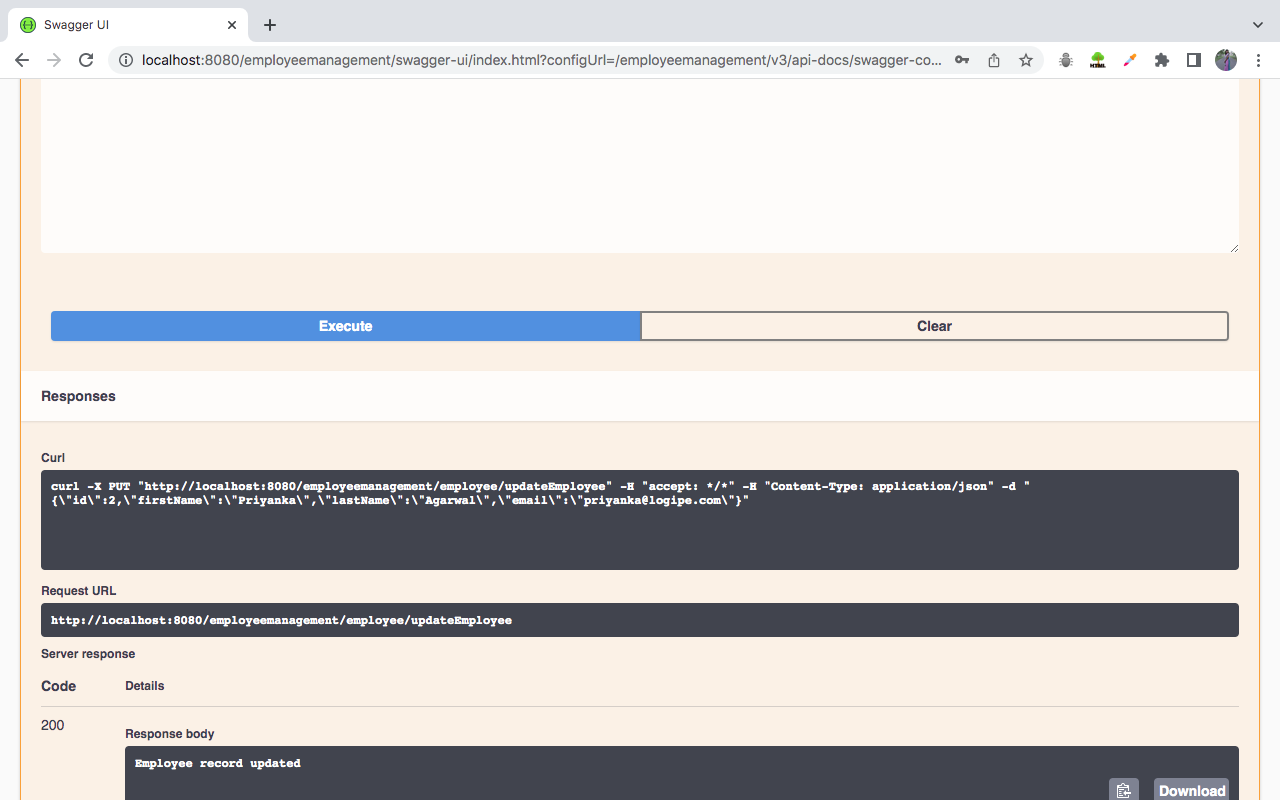 Swagger UI
localhost:8080/employeemanagement/swagger-ui/index.html?configUrl=/employeemanagement/v3/api-docs/swagger-co...
HTML
Execute
Clear
Responses
Curl
curl -X PUT "http://localhost:8080/employeemanagement/employee/updateEmployee" -H "accept: */*" -H "Content-Type: application/json" -d "
{\"id\":2,\"firstName\":\"Priyanka\",\"lastName\":\"Agarwal\",\"email\":\"priyanka@logipe.com\"}"
Request URL
http://localhost:8080/employeemanagement/employee/updateEmployee
Server response
Code Details
200
Response body
Employee record updated
Download